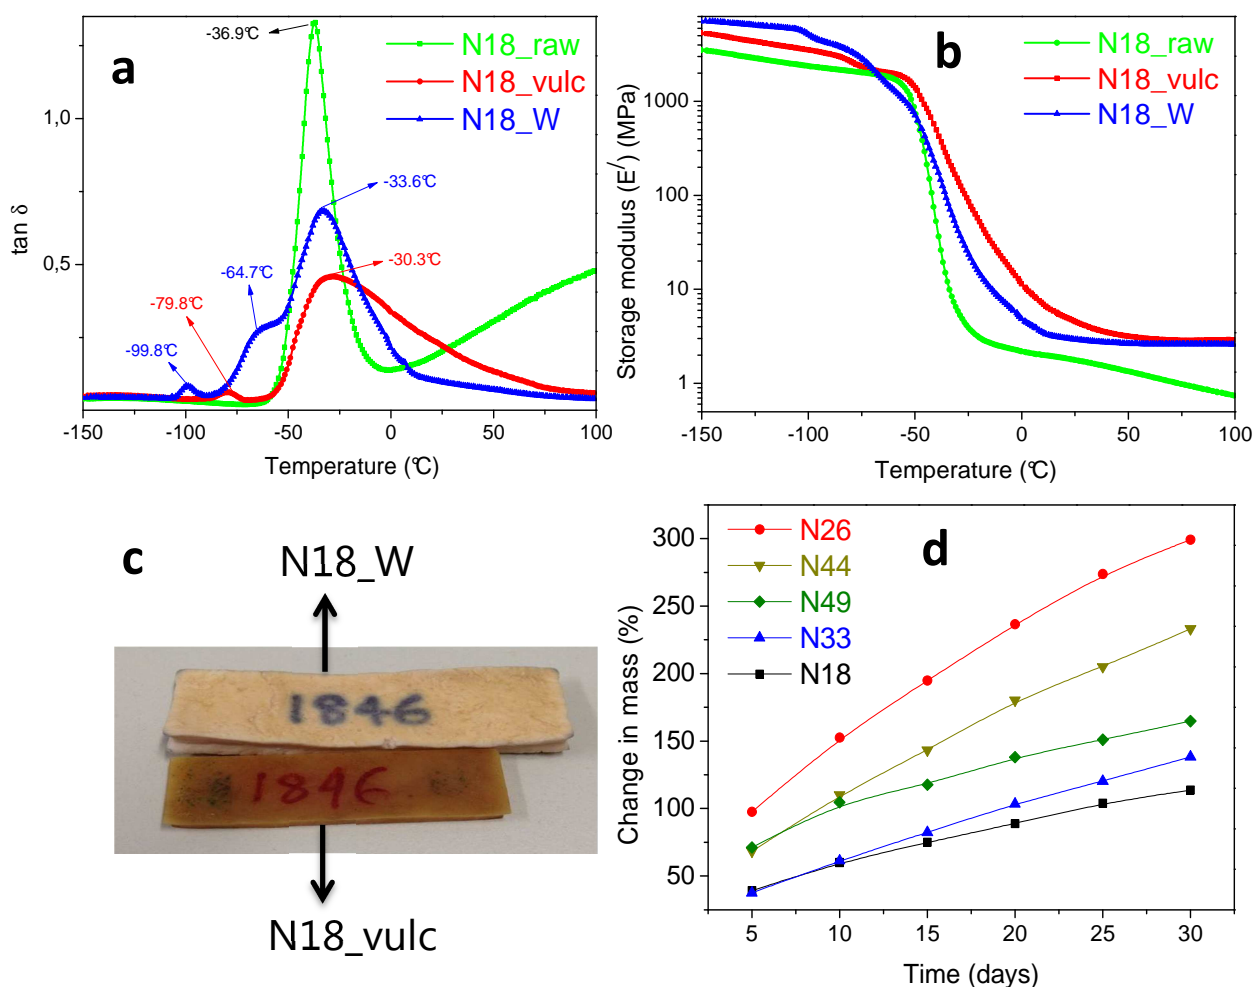 a
-36.9℃
N18_raw
N18_vulc
N18_W
1,0
0,5
-33.6℃
-30.3℃
-64.7℃
-79.8℃
-99.8℃
tan δ
-150
-100
-50
0
50
100
Temperature (℃)
b
N18_raw
N18_vulc
N18_W
1000
100
10
1
Storage modulus (E/) (MPa)
-150
-100
-50
0
50
100
Temperature (℃)
c
N18_W
1846
1846
N18_vulc
d
N26
N44
N49
N33
N18
300
250
200
150
100
50
Change in mass (%)
5
10
15
20
25
30
Time (days)